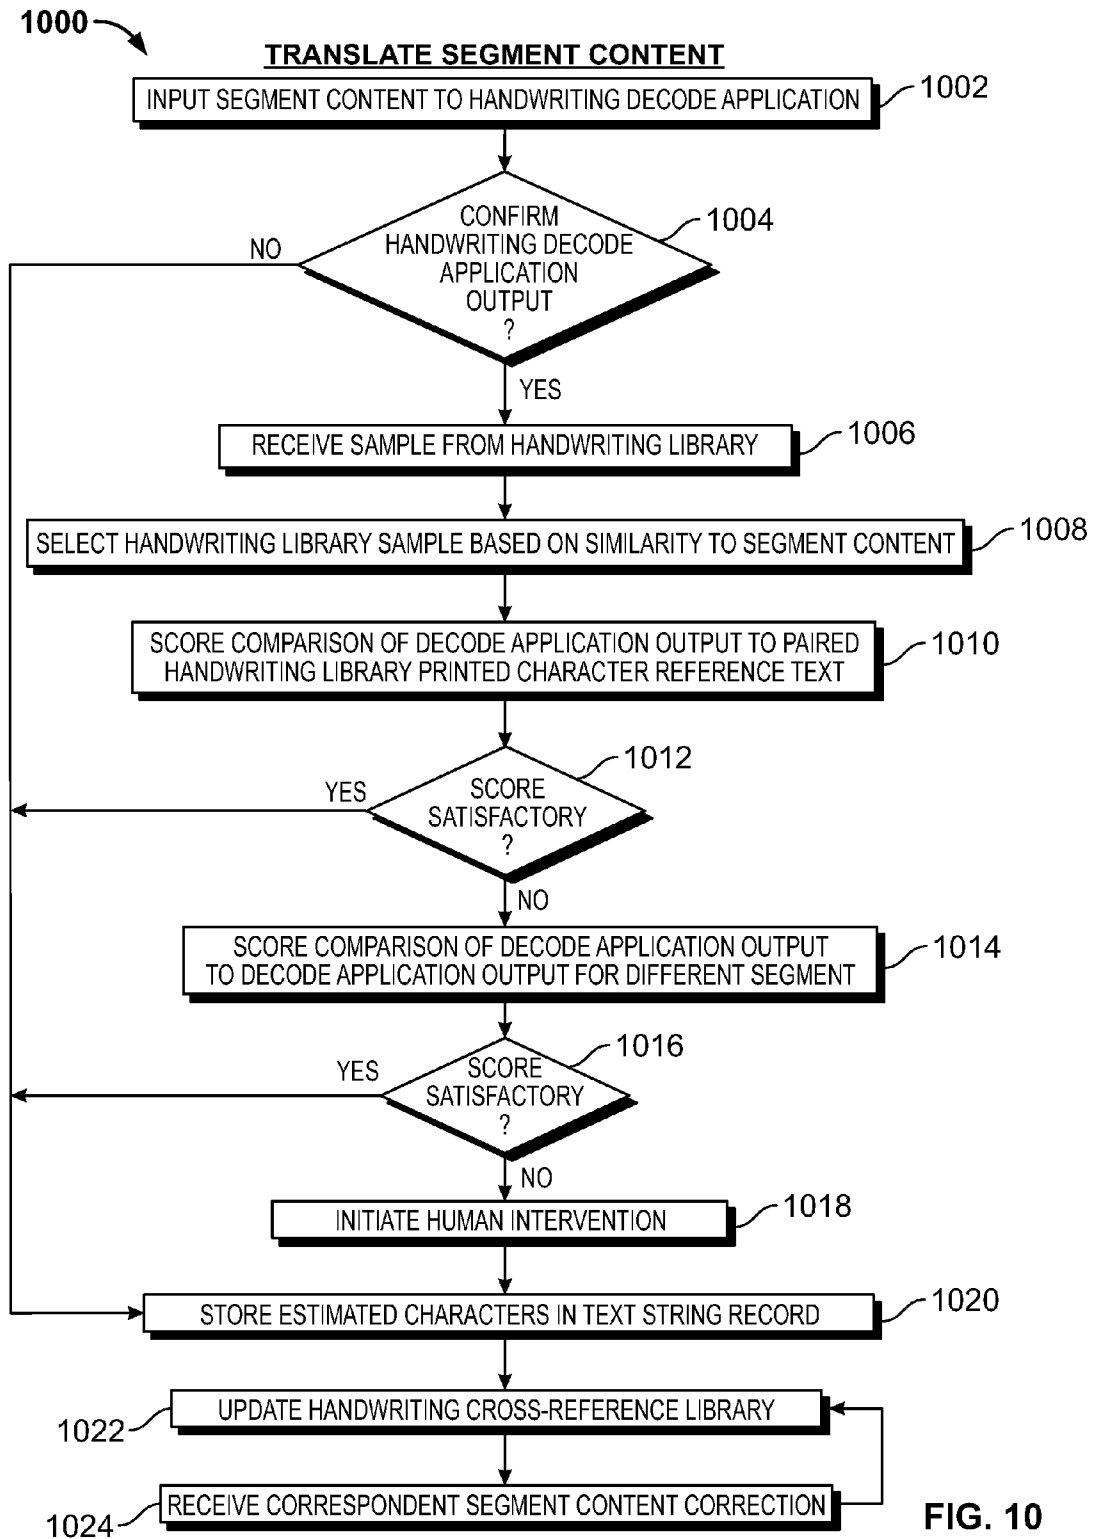 1000
TRANSLATE SEGMENT CONTENT
INPUT SEGMENT CONTENT TO HANDWRITING DECODE APPLICATION
1002
CONFIRM
HANDWRITING DECODE
APPLICATION
OUTPUT
?
1004
NO
YES
RECEIVE SAMPLE FROM HANDWRITING LIBRARY
1006
SELECT HANDWRITING LIBRARY SAMPLE BASED ON SIMILARITY TO SEGMENT CONTENT
1008
SCORE COMPARISON OF DECODE APPLICATION OUTPUT TO PAIRED
HANDWRITING LIBRARY PRINTED CHARACTER REFERENCE TEXT
1010
SCORE
SATISFACTORY
?
1012
YES
NO
SCORE COMPARISON OF DECODE APPLICATION OUTPUT
TO DECODE APPLICATION OUTPUT FOR DIFFERENT SEGMENT
1014
SCORE
SATISFACTORY
?
1016
YES
NO
INITIATE HUMAN INTERVENTION
1018
STORE ESTIMATED CHARACTERS IN TEXT STRING RECORD
1020
UPDATE HANDWRITING CROSS-REFERENCE LIBRARY
1022
RECEIVE CORRESPONDENT SEGMENT CONTENT CORRECTION
1024
FIG. 10